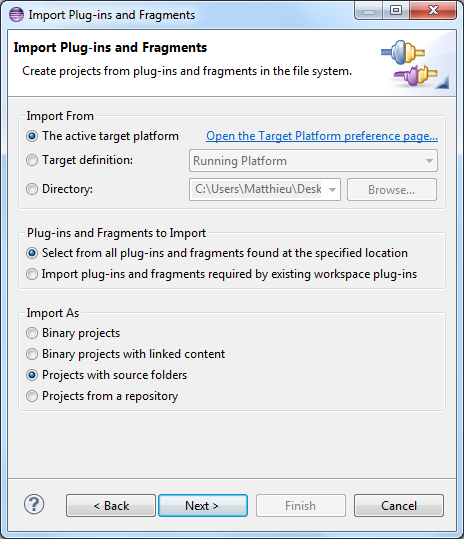 Import Plug-ins and Fragments
Import Plug-ins and Fragments
Create projects from plug-ins and fragments in the file system.
Import From
The active target platform Open the Target Platform preference page...
Target definition: Running Platform
Directory: C:\Users\Matthieu\Desk Browse...
Plug-ins and Fragments to Import
Select from all plug-ins and fragments found at the specified location
Import plug-ins and fragments required by existing workspace plug-ins
Import As
Binary projects
Binary projects with linked content
Projects with source folders
Projects from a repository
? < Back Next > Finish Cancel